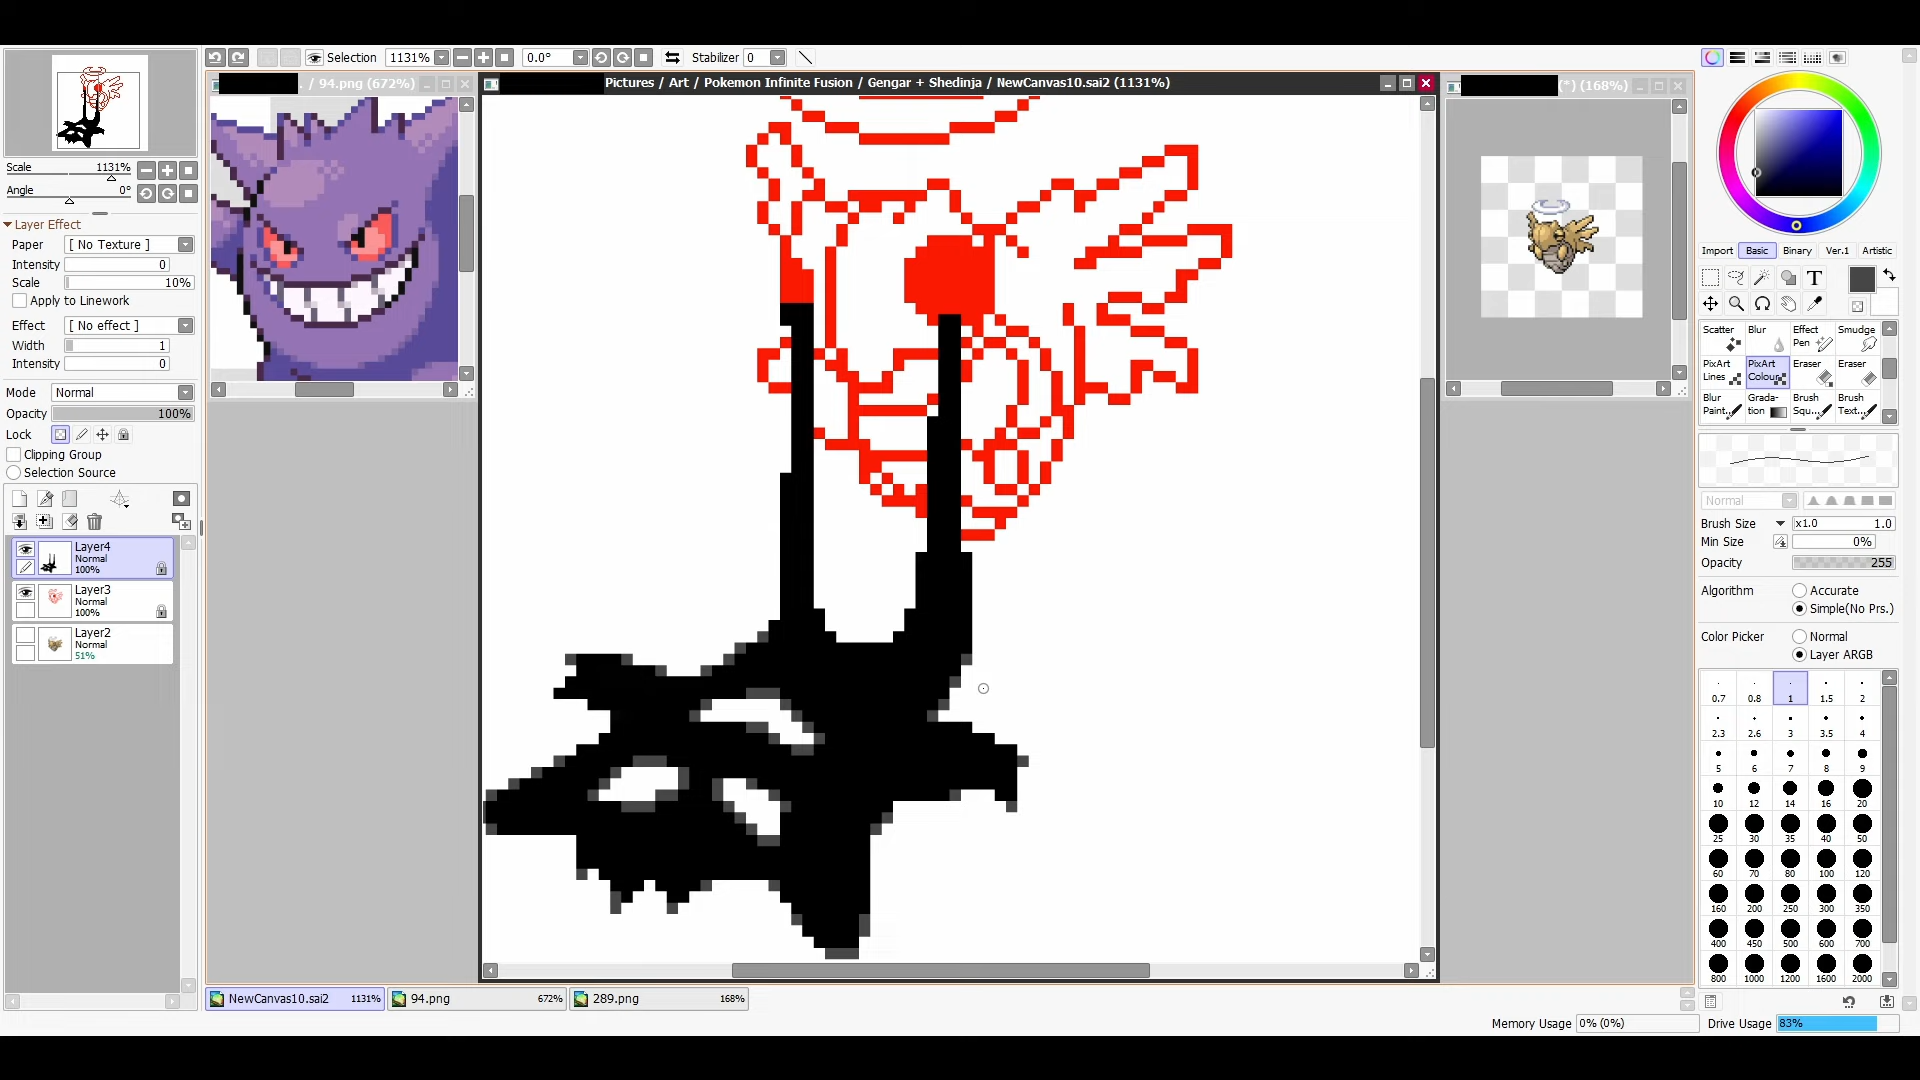 Selection 1131% 0.0° Stabilizer 0
/ 94.png (672%)
Pictures / Art / Pokemon Infinite Fusion / Gengar + Shedinja / NewCanvas10.sai2 (1131%)
(*) (168%)
Scale 1131%
Angle 0°
Layer Effect
Paper [ No Texture ]
Intensity 0
Scale 10%
Apply to Linework
Effect [ No effect ]
Width 1
Intensity 0
Mode Normal
Opacity 100%
Lock
Clipping Group
Selection Source
Layer4
Normal
100%
Layer3
Normal
100%
Layer2
Normal
51%
NewCanvas10.sai2 1131% 94.png 672% 289.png 168%
Import Basic Binary Ver.1 Artistic
T
Scatter Blur Effect Pen Smudge
PixArt Lines PixArt Colour Eraser Eraser
Blur Paint... Grada-tion Brush Squ... Brush Text...
Normal
Brush Size x1.0 1.0
Min Size 0%
Opacity 255
Algorithm Accurate
Simple(No Prs.)
Color Picker Normal
Layer ARGB
0.7 0.8 1 1.5 2
2.3 2.6 3 3.5 4
5 6 7 8 9
10 12 14 16 20
25 30 35 40 50
60 70 80 100 120
160 200 250 300 350
400 450 500 600 700
800 1000 1200 1600 2000
Memory Usage 0% (0%) Drive Usage 83%